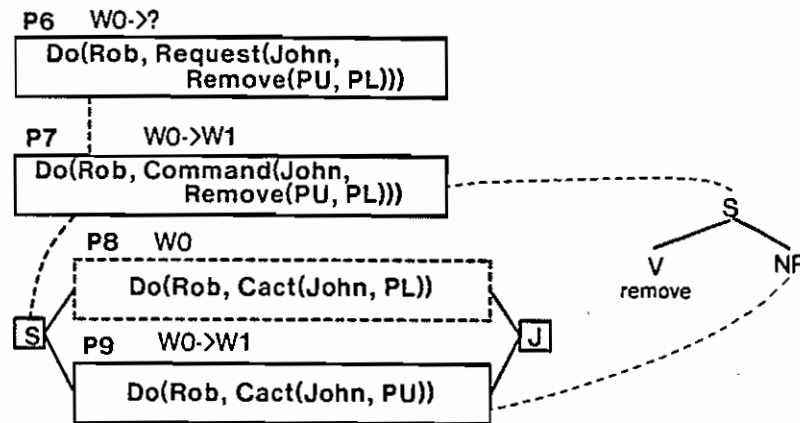 P6 W0->?
Do(Rob, Request(John,
Remove(PU, PL)))
P7 W0->W1
Do(Rob, Command(John,
Remove(PU, PL)))
S
V
remove
NP
P8 W0
Do(Rob, Cact(John, PL))
S
J
P9 W0->W1
Do(Rob, Cact(John, PU))